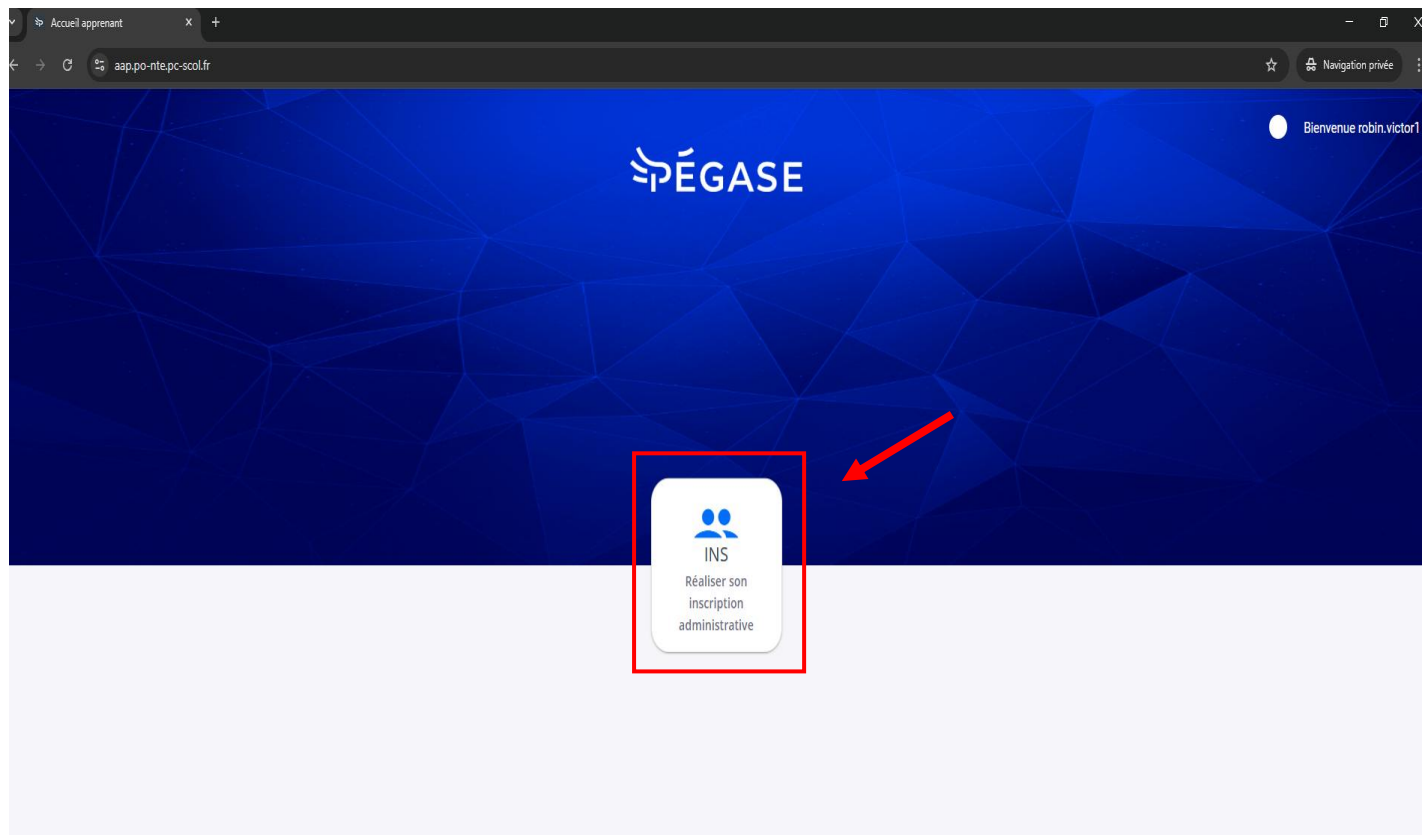 Accueil apprenant
aap.po-nte.pc-scol.fr
Navigation privée
Bienvenue robin.victor1
PÉGASE
INS
Réaliser son
inscription
administrative